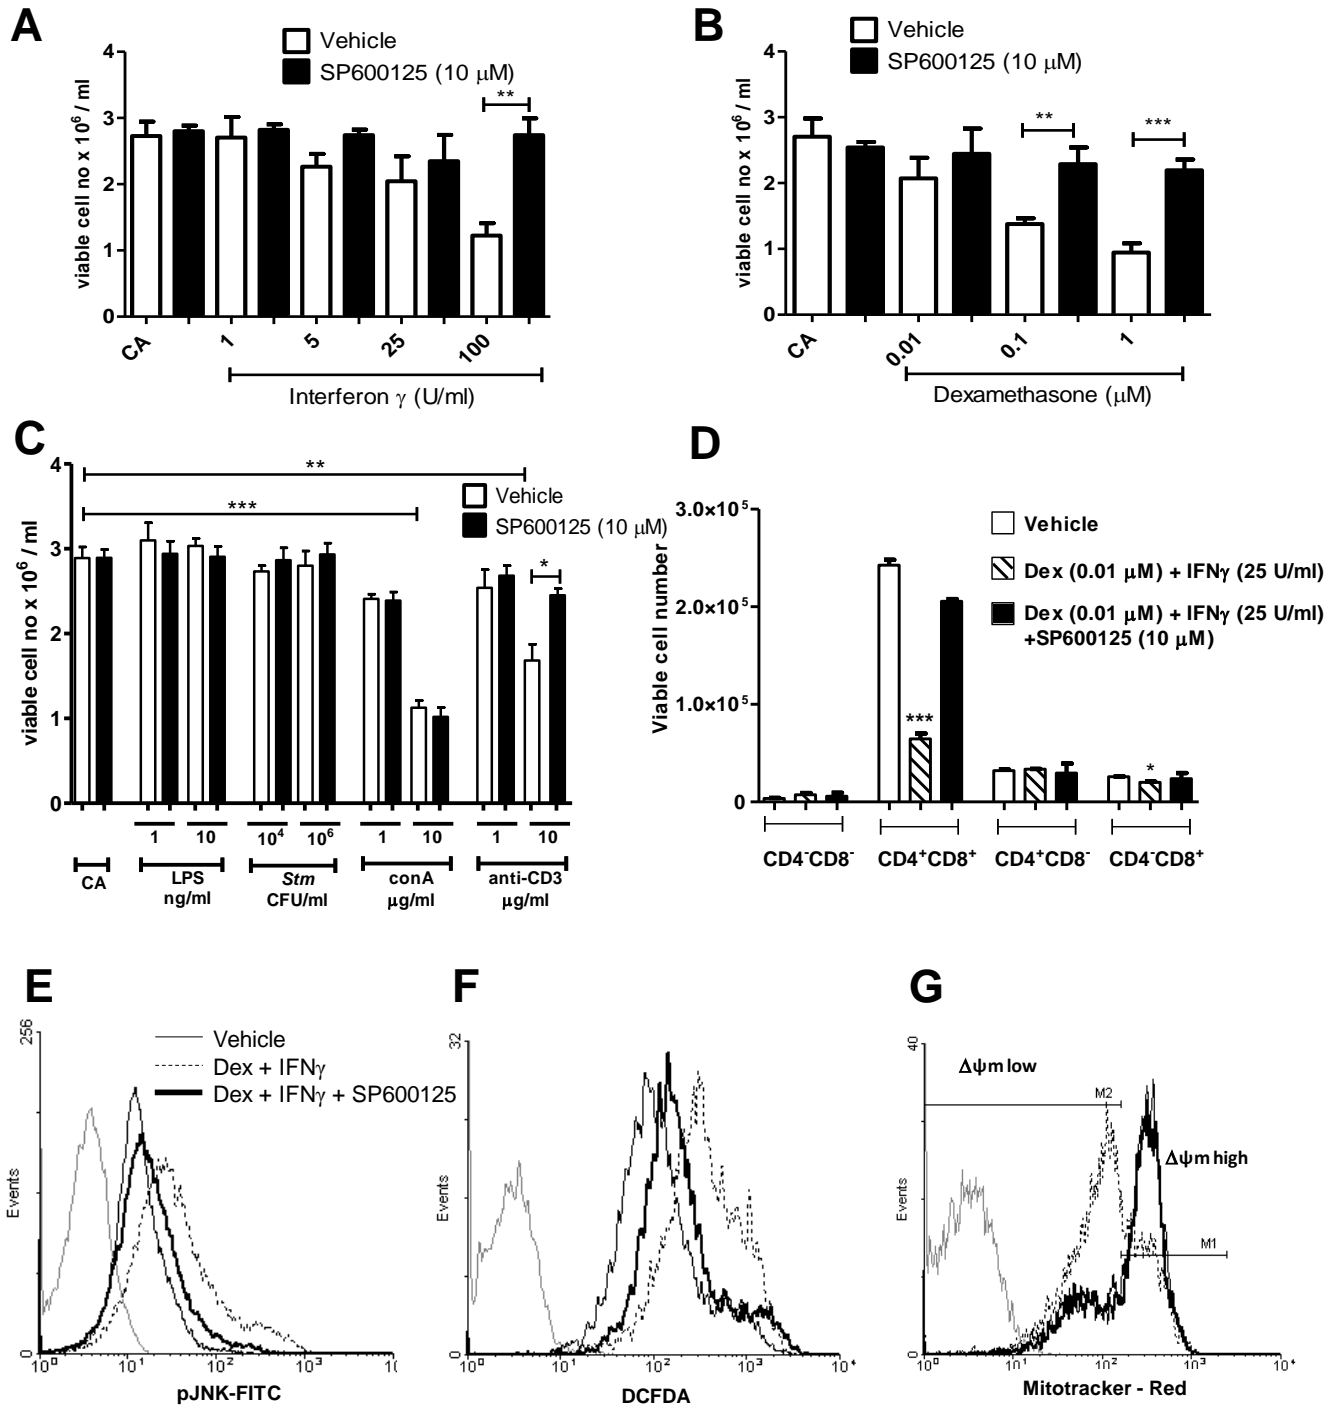 A
Vehicle
SP600125 (10 μM)
**
viable cell no x 10⁶ / ml
4
3
2
1
0
CA
1
5
25
100
Interferon γ (U/ml)
B
Vehicle
SP600125 (10 μM)
**
***
viable cell no x 10⁶ / ml
4
3
2
1
0
CA
0.01
0.1
1
Dexamethasone (μM)
C
**
***
*
Vehicle
SP600125 (10 μM)
viable cell no x 10⁶ / ml
4
3
2
1
0
1 10 10⁴ 10⁶ 1 10 1 10
CA
LPS
ng/ml
Stm
CFU/ml
conA
μg/ml
anti-CD3
μg/ml
D
Vehicle
Dex (0.01 μM) + IFNγ (25 U/ml)
Dex (0.01 μM) + IFNγ (25 U/ml)
+SP600125 (10 μM)
Viable cell number
3.0×10⁵
2.0×10⁵
1.0×10⁵
0
***
*
CD4⁻CD8⁻
CD4⁺CD8⁺
CD4⁺CD8⁻
CD4⁻CD8⁺
E
Vehicle
Dex + IFNγ
Dex + IFNγ + SP600125
256
Events
0
10⁰ 10¹ 10² 10³
pJNK-FITC
F
32
Events
0
10⁰ 10¹ 10² 10³ 10⁴
DCFDA
G
40
Events
0
Δψm low
M2
Δψm high
M1
10⁰ 10¹ 10² 10³ 10⁴
Mitotracker - Red